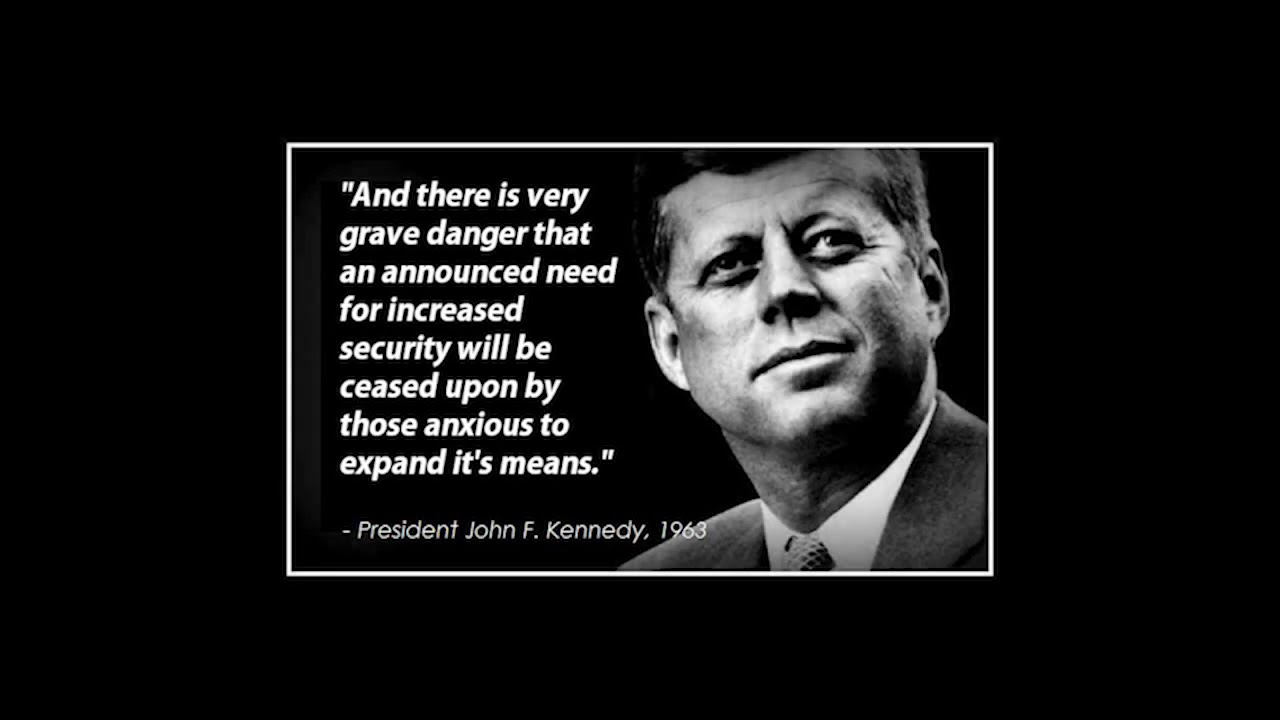 "And there is very
grave danger that
an announced need
for increased
security will be
ceased upon by
those anxious to
expand it's means."
- President John F. Kennedy, 1963